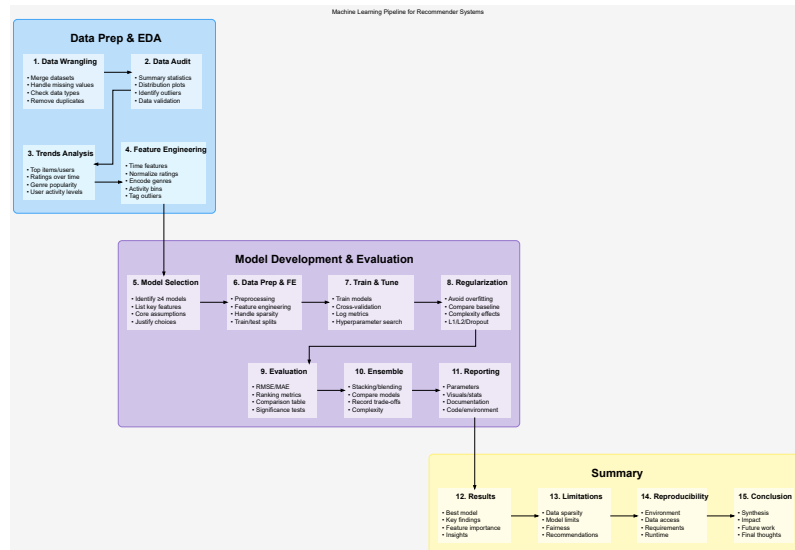 Machine Learning Pipeline for Recommender Systems
Data Prep & EDA
1. Data Wrangling
• Merge datasets
• Handle missing values
• Check data types
• Remove duplicates
2. Data Audit
• Summary statistics
• Distribution plots
• Identify outliers
• Data validation
3. Trends Analysis
• Top items/users
• Ratings over time
• Genre popularity
• User activity levels
4. Feature Engineering
• Time features
• Normalize ratings
• Encode genres
• Activity bins
• Tag outliers
Model Development & Evaluation
5. Model Selection
• Identify ≥4 models
• List key features
• Core assumptions
• Justify choices
6. Data Prep & FE
• Preprocessing
• Feature engineering
• Handle sparsity
• Train/test splits
7. Train & Tune
• Train models
• Cross-validation
• Log metrics
• Hyperparameter search
8. Regularization
• Avoid overfitting
• Compare baseline
• Complexity effects
• L1/L2/Dropout
9. Evaluation
• RMSE/MAE
• Ranking metrics
• Comparison table
• Significance tests
10. Ensemble
• Stacking/blending
• Compare models
• Record trade-offs
• Complexity
11. Reporting
• Parameters
• Visuals/stats
• Documentation
• Code/environment
Summary
12. Results
• Best model
• Key findings
• Feature importance
• Insights
13. Limitations
• Data sparsity
• Model limits
• Fairness
• Recommendations
14. Reproducibility
• Environment
• Data access
• Requirements
• Runtime
15. Conclusion
• Synthesis
• Impact
• Future work
• Final thoughts